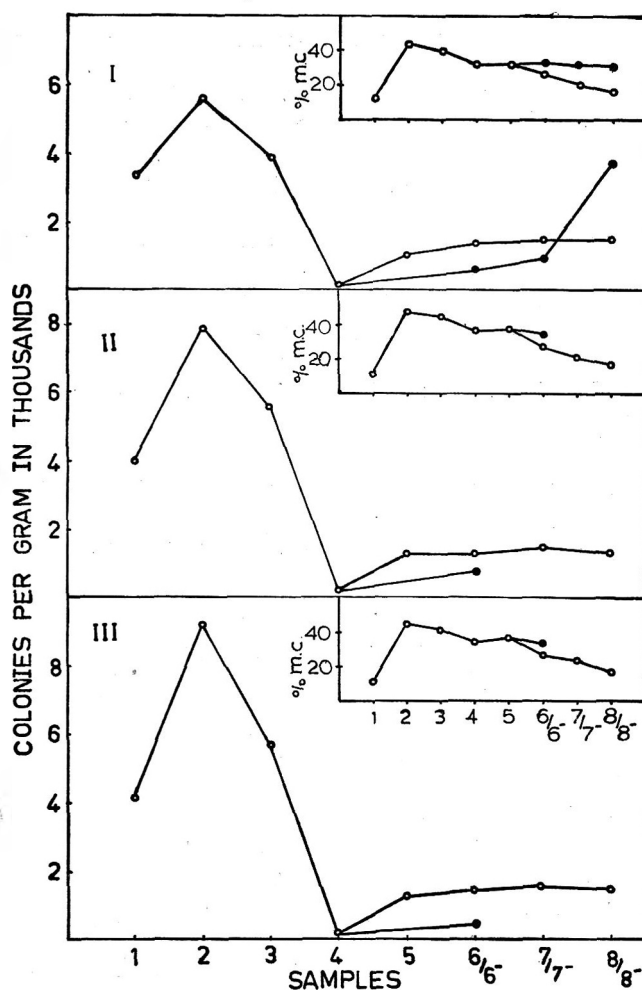 COLONIES PER GRAM IN THOUSANDS
I
6
4
2
% m.c.
40
20
II
8
6
4
2
% m.c.
40
20
III
8
6
4
2
% m.c.
40
20
1 2 3 4 5 6/6- 7/7- 8/8-
1 2 3 4 5 6/6- 7/7- 8/8-
SAMPLES